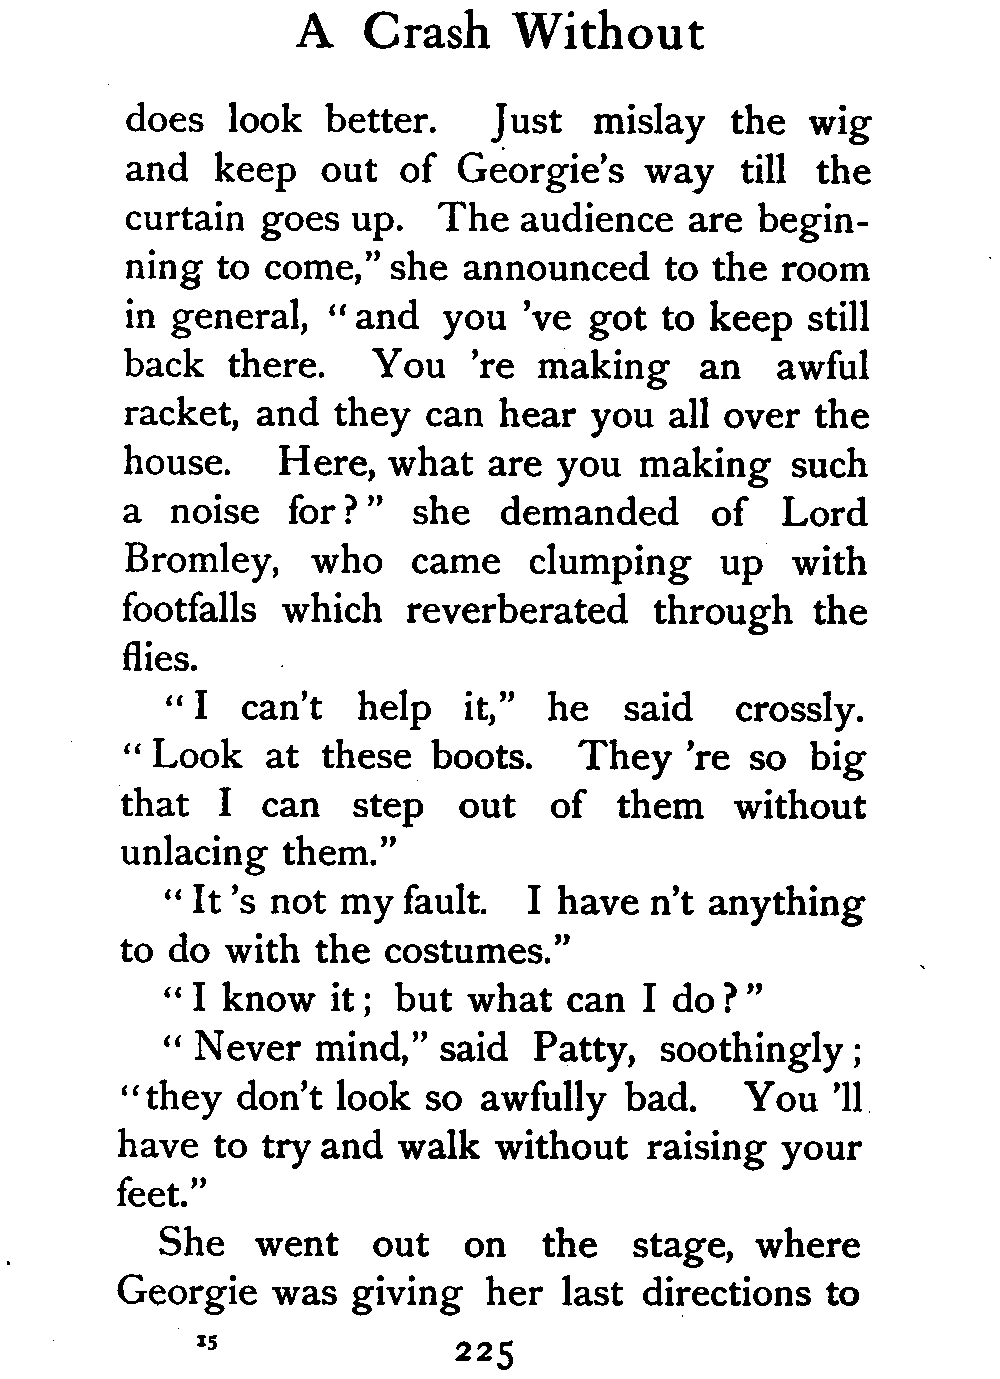 A Crash Without
does look better. Just mislay the wig
and keep out of Georgie's way till the
curtain goes up. The audience are begin-
ning to come," she announced to the room
in general, "and you 've got to keep still
back there. You 're making an awful
racket, and they can hear you all over the
house. Here, what are you making such
a noise for?" she demanded of Lord
Bromley, who came clumping up with
footfalls which reverberated through the
flies.
"I can't help it," he said crossly.
"Look at these boots. They 're so big
that I can step out of them without
unlacing them."
"It 's not my fault. I have n't anything
to do with the costumes."
"I know it; but what can I do?"
"Never mind," said Patty, soothingly;
"they don't look so awfully bad. You 'll
have to try and walk without raising your
feet."
She went out on the stage, where
Georgie was giving her last directions to
15 225